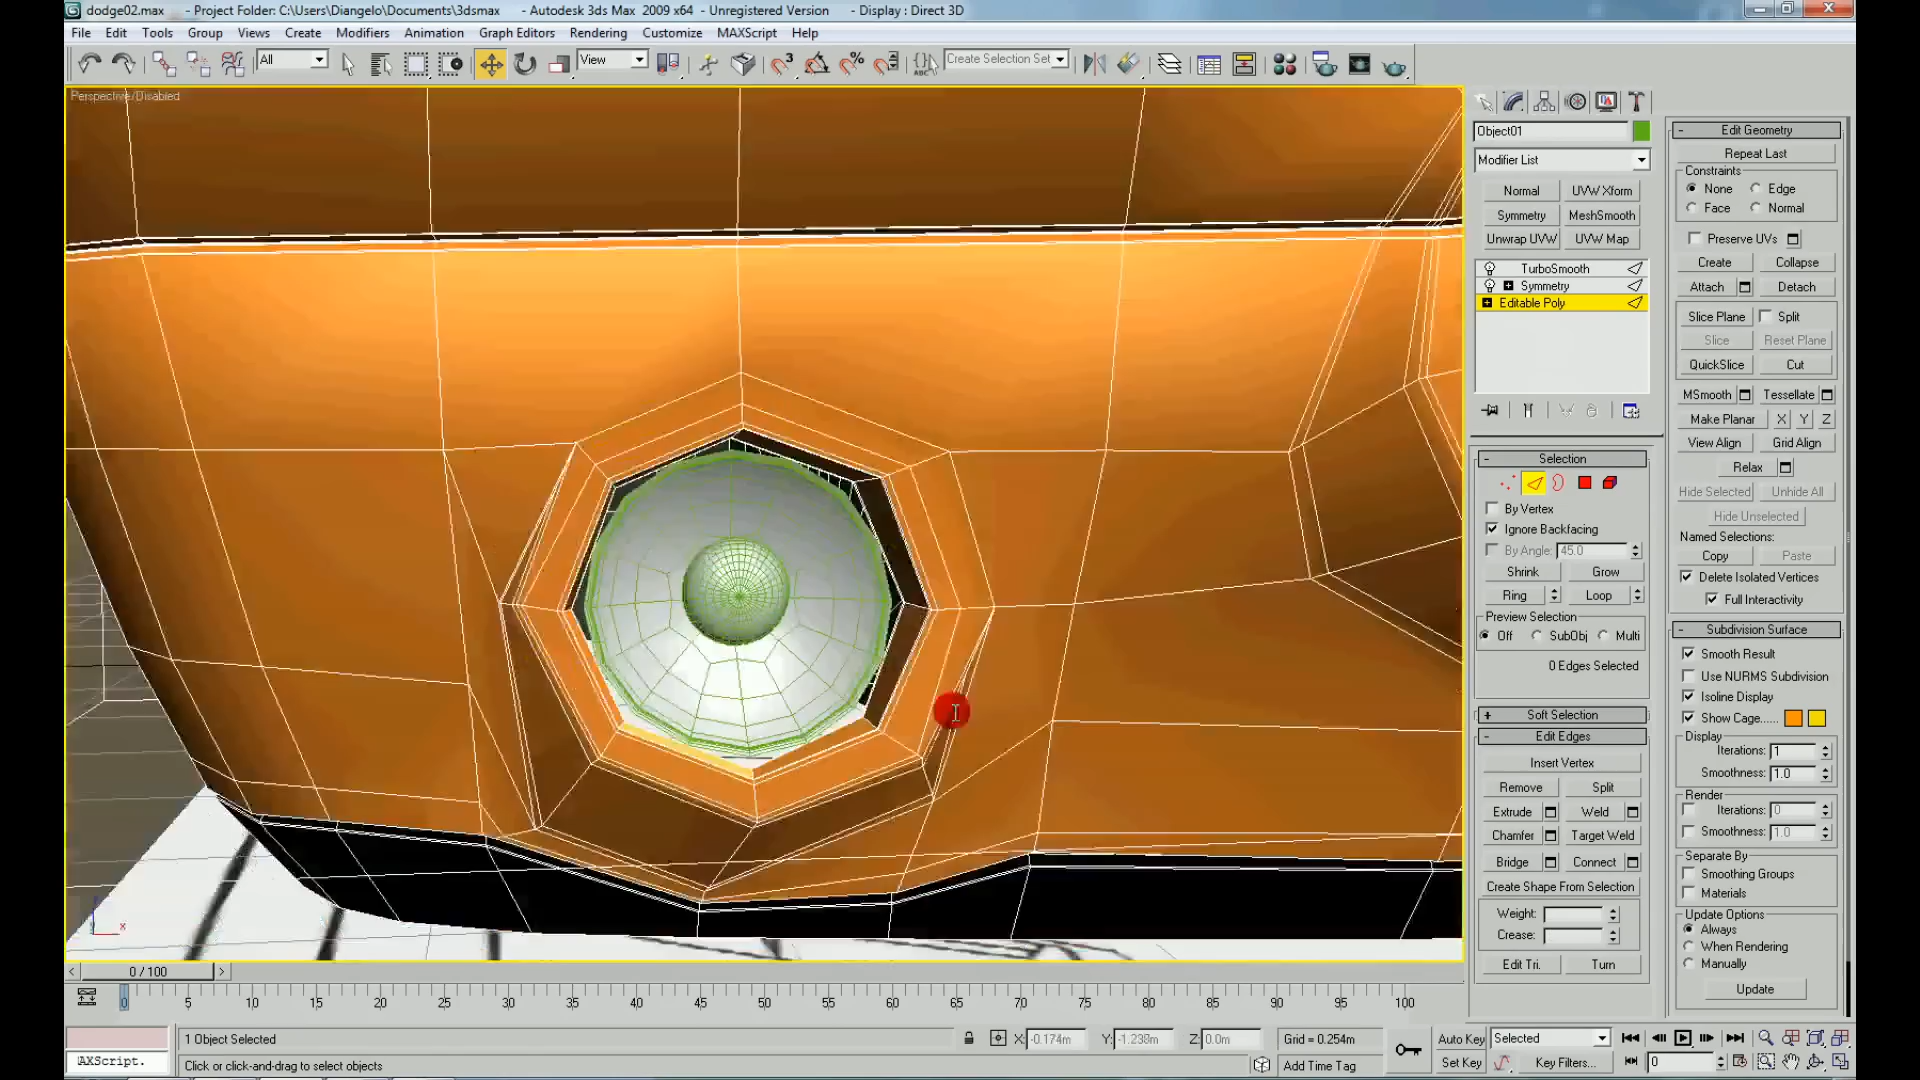 dodge02.max - Project Folder: C:\Users\Diangelo\Documents\3dsmax - Autodesk 3ds Max 2009 x64 - Unregistered Version - Display : Direct 3D
File Edit Tools Group Views Create Modifiers Animation Graph Editors Rendering Customize MAXScript Help
All View Create Selection Set
Perspective/Disabled
Object01
Modifier List
Normal UVW Xform
Symmetry MeshSmooth
Unwrap UVW UVW Map
TurboSmooth
Symmetry
Editable Poly
Selection
By Vertex
Ignore Backfacing
By Angle: 45.0
Shrink Grow
Ring Loop
Preview Selection
Off SubObj Multi
0 Edges Selected
+ Soft Selection
- Edit Edges
Insert Vertex
Remove Split
Extrude Weld
Chamfer Target Weld
Bridge Connect
Create Shape From Selection
Weight:
Crease:
Edit Tri. Turn
- Edit Geometry
Repeat Last
Constraints
None Edge
Face Normal
Preserve UVs
Create Collapse
Attach Detach
Slice Plane Split
Slice Reset Plane
QuickSlice Cut
MSmooth Tessellate
Make Planar X Y Z
View Align Grid Align
Relax
Hide Selected Unhide All
Hide Unselected
Named Selections:
Copy Paste
Delete Isolated Vertices
Full Interactivity
- Subdivision Surface
Smooth Result
Use NURMS Subdivision
Isoline Display
Show Cage......
Display
Iterations: 1
Smoothness: 1.0
Render
Iterations: 0
Smoothness: 1.0
Separate By
Smoothing Groups
Materials
Update Options
Always
When Rendering
Manually
Update
x
< 0 / 100 >
0 5 10 15 20 25 30 35 40 45 50 55 60 65 70 75 80 85 90 95 100
1 Object Selected X: -0.174m Y: -1.238m Z: 0.0m Grid = 0.254m Auto Key Selected
AXScript. Click or click-and-drag to select objects Add Time Tag Set Key Key Filters... 0